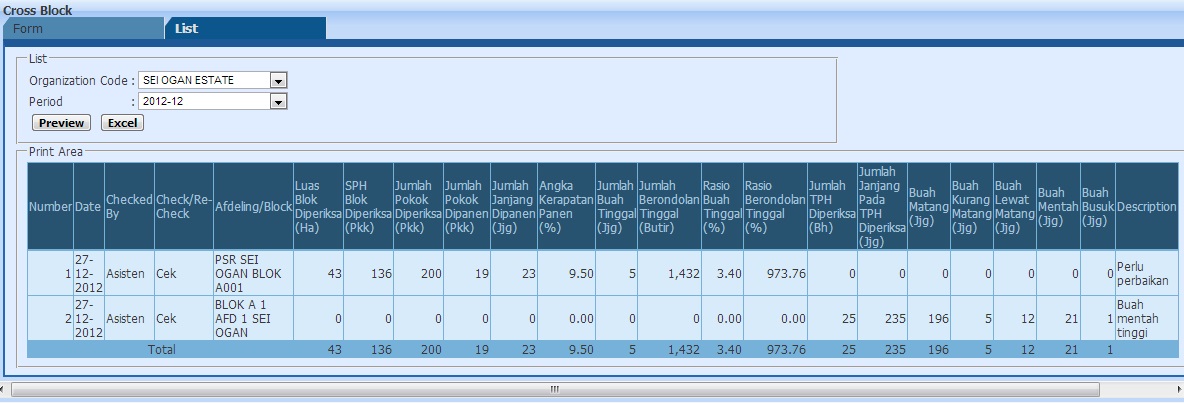 Cross Block
Form List
List
Organization Code : SEI OGAN ESTATE
Period : 2012-12
Preview Excel
Print Area
Number Date Checked By Check/Re-Check Afdeling/Block Luas Blok Diperiksa (Ha) SPH Blok Diperiksa (Pkk) Jumlah Pokok Diperiksa (Pkk) Jumlah Pokok Dipanen (Pkk) Jumlah Janjang Dipanen (Jjg) Angka Kerapatan Panen (%) Jumlah Buah Tinggal (Jjg) Jumlah Berondolan Tinggal (Butir) Rasio Buah Tinggal (%) Rasio Berondolan Tinggal (%) Jumlah TPH Diperiksa (Bh) Jumlah Janjang Pada TPH Diperiksa (Jjg) Buah Matang (Jjg) Buah Kurang Matang (Jjg) Buah Lewat Matang (Jjg) Buah Mentah (Jjg) Buah Busuk (Jjg) Description
1 27-12-2012 Asisten Cek PSR SEI OGAN BLOK A001 43 136 200 19 23 9.50 5 1,432 3.40 973.76 0 0 0 0 0 0 0 Perlu perbaikan
2 27-12-2012 Asisten Cek BLOK A 1 AFD 1 SEI OGAN 0 0 0 0 0 0.00 0 0 0.00 0.00 25 235 196 5 12 21 1 Buah mentah tinggi
Total 43 136 200 19 23 9.50 5 1,432 3.40 973.76 25 235 196 5 12 21 1